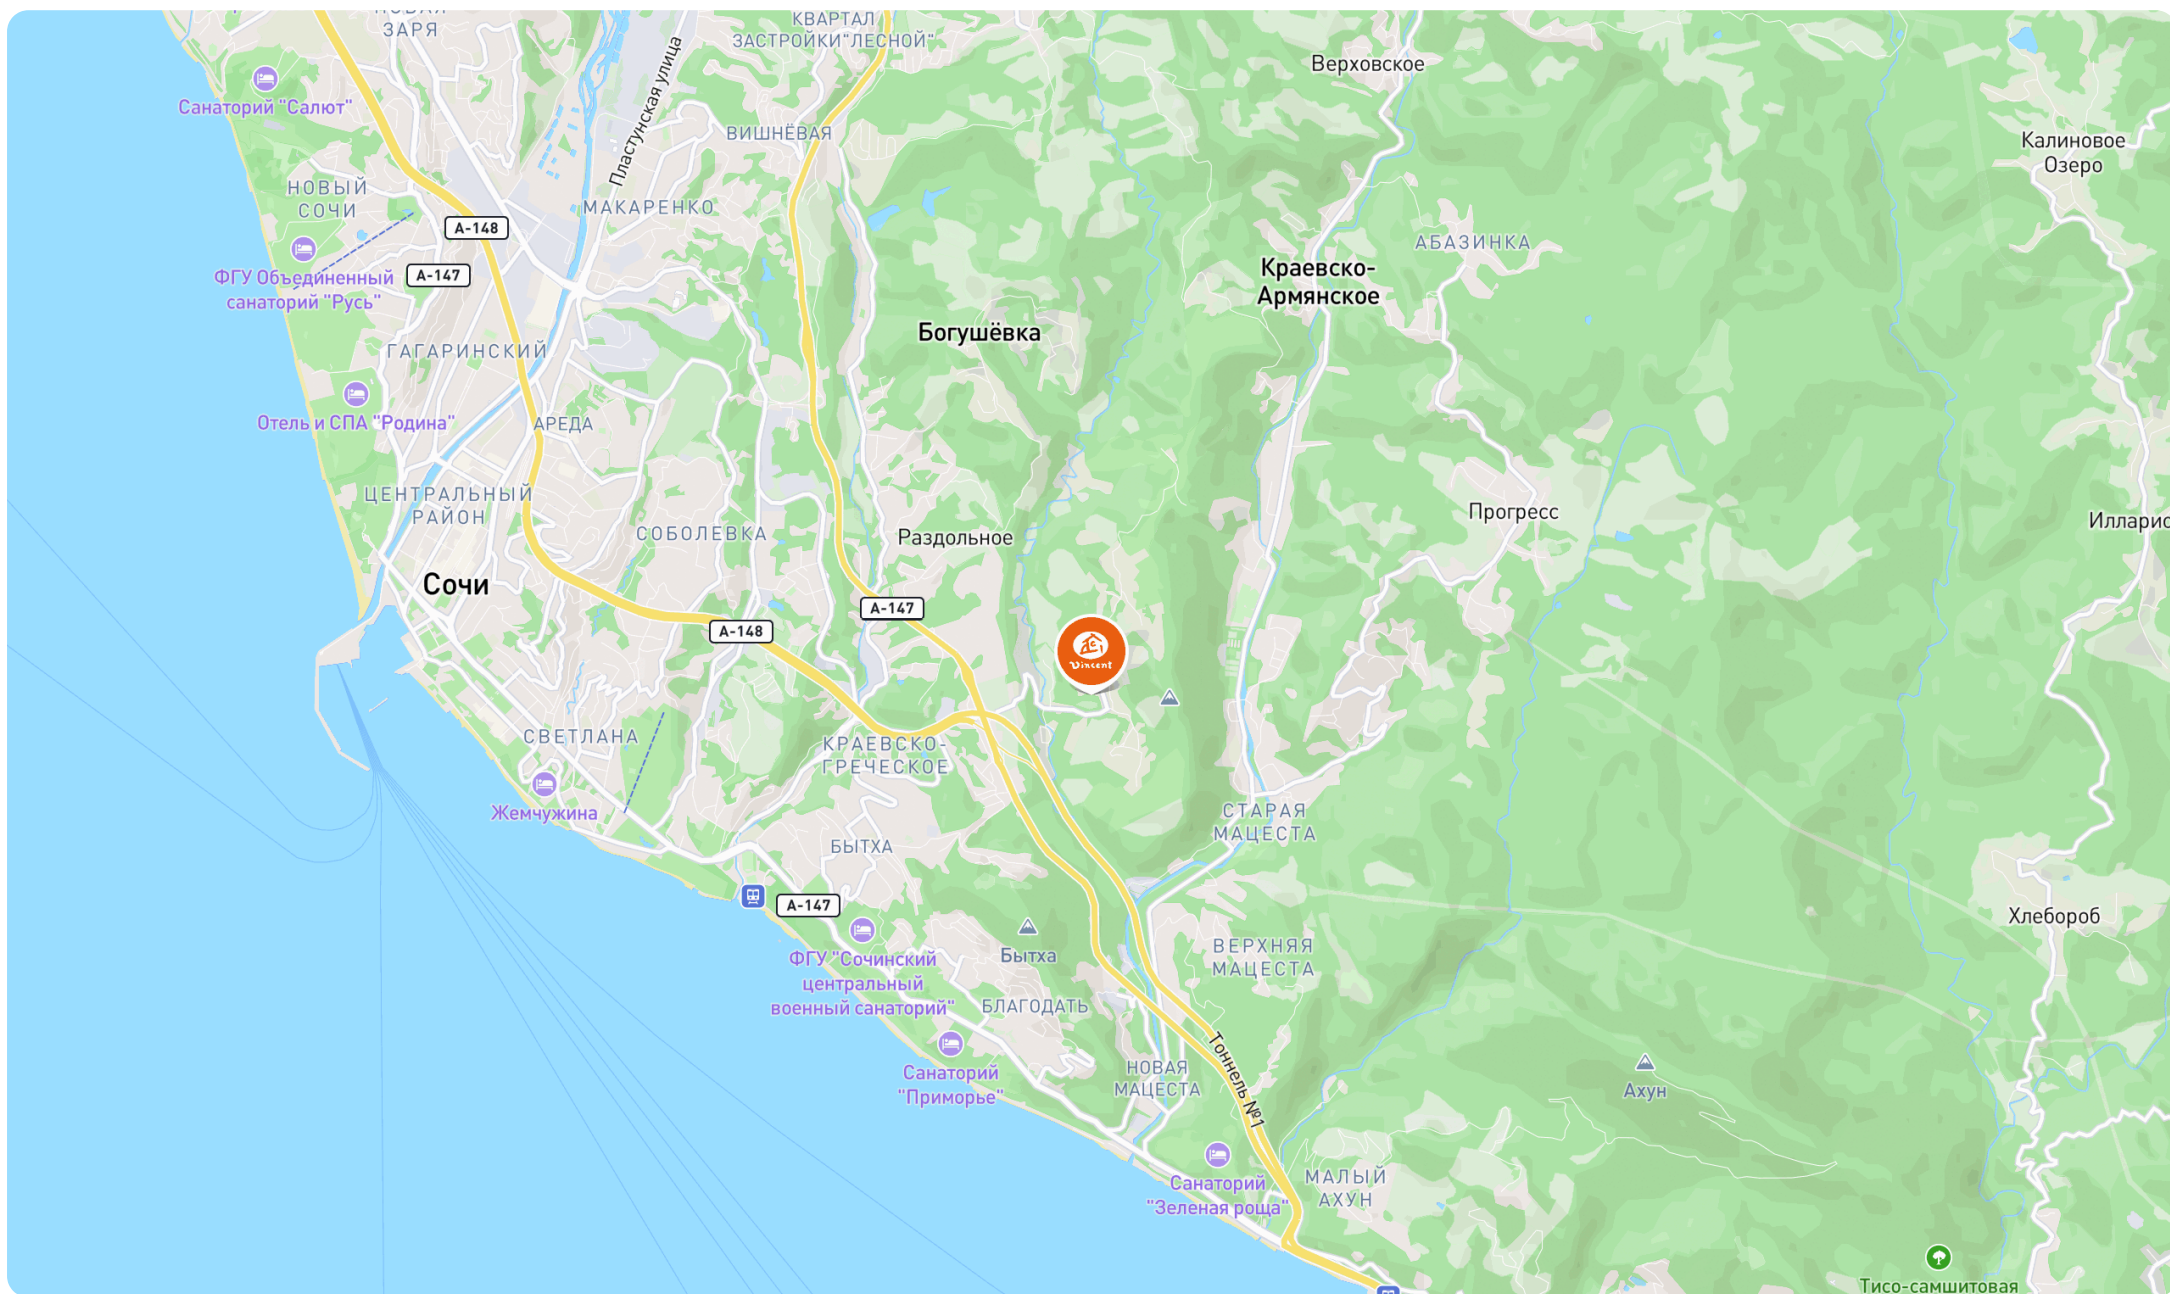 НОВАЯ
ЗАРЯ
КВАРТАЛ
ЗАСТРОЙКИ"ЛЕСНОЙ"
Верховское
Санаторий "Салют"
Пластунская улица
ВИШНЁВАЯ
Калиновое
Озеро
НОВЫЙ
СОЧИ
МАКАРЕНКО
А-148
АБАЗИНКА
ФГУ Объединенный
санаторий "Русь"
А-147
Краевско-
Армянское
Богушёвка
ГАГАРИНСКИЙ
Отель и СПА "Родина"
АРЕДА
ЦЕНТРАЛЬНЫЙ
РАЙОН
СОБОЛЕВКА
Раздольное
Прогресс
Илларио
Сочи
А-147
А-148
Vincent
СВЕТЛАНА
КРАЕВСКО-
ГРЕЧЕСКОЕ
Жемчужина
СТАРАЯ
МАЦЕСТА
БЫТХА
А-147
Хлебороб
ФГУ "Сочинский
центральный
военный санаторий"
Бытха
ВЕРХНЯЯ
МАЦЕСТА
БЛАГОДАТЬ
Санаторий
"Приморье"
НОВАЯ
МАЦЕСТА
Тоннель №1
Ахун
Санаторий
"Зеленая роща"
МАЛЫЙ
АХУН
Тисо-самшитовая